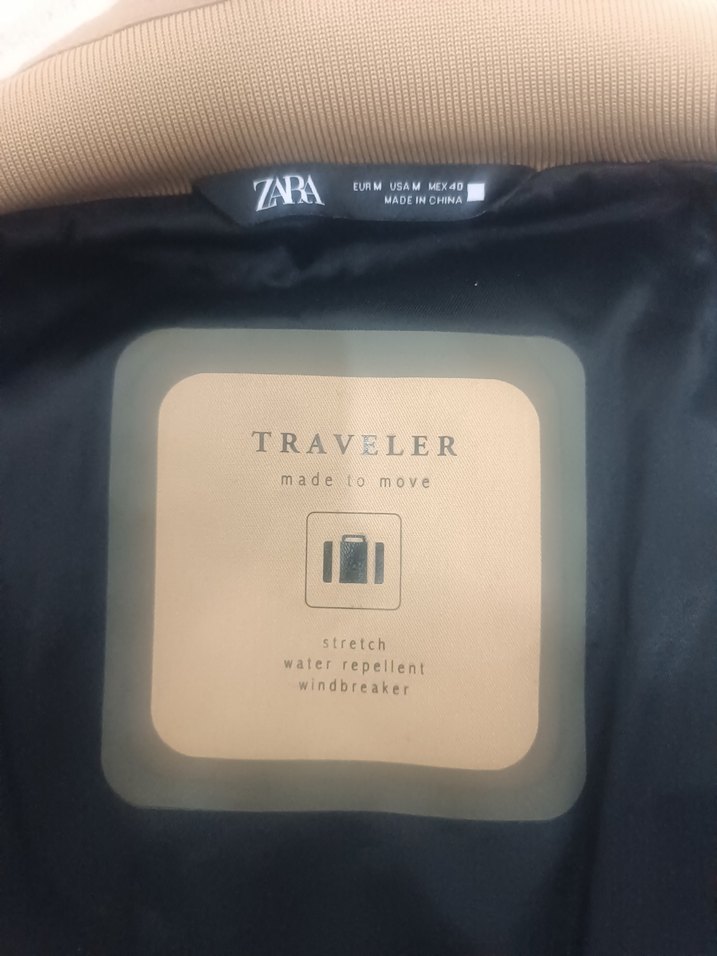 ZARA
EUR M USA M MEX 40
MADE IN CHINA
TRAVELER
made to move
stretch
water repellent
windbreaker